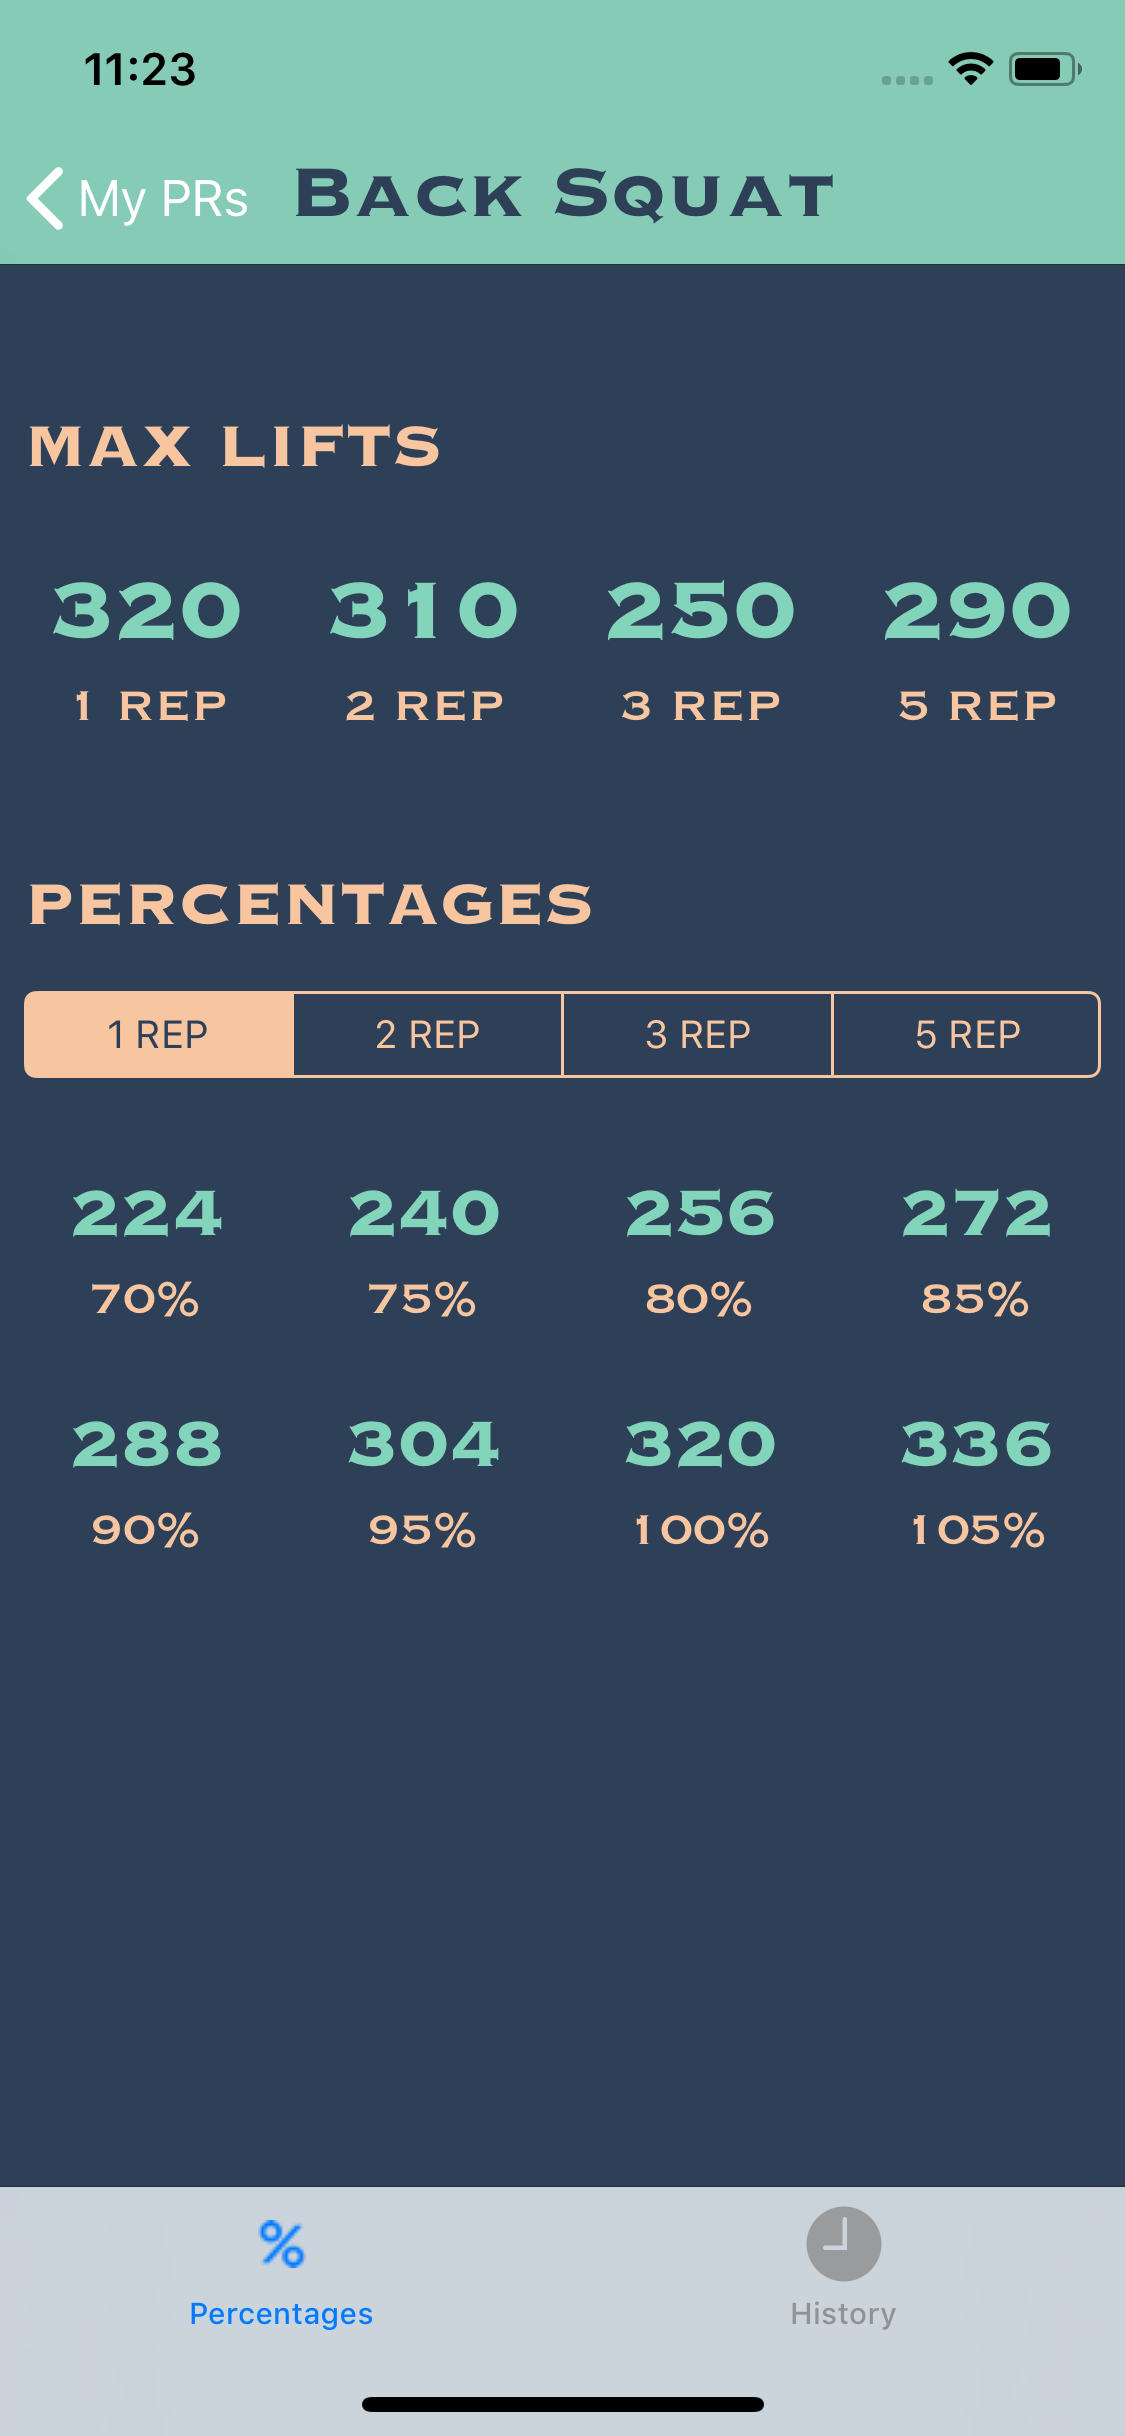 11:23
My PRs Back Squat
MAX LIFTS
320 310 250 290
1 REP 2 REP 3 REP 5 REP
PERCENTAGES
1 REP 2 REP 3 REP 5 REP
224 240 256 272
70% 75% 80% 85%
288 304 320 336
90% 95% 100% 105%
%
Percentages History